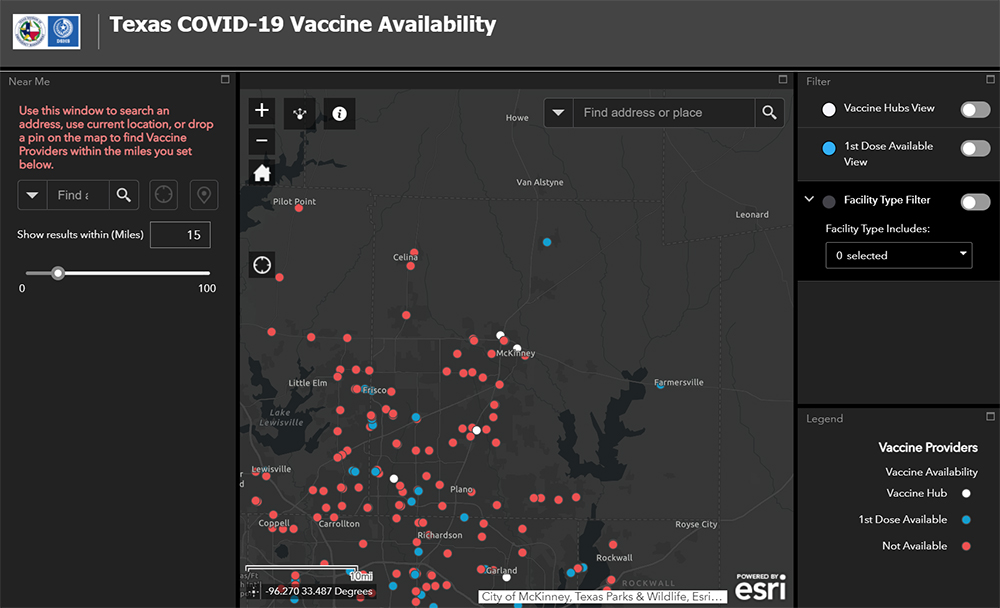 Texas COVID-19 Vaccine Availability
DSHS
Near Me
Use this window to search an
address, use current location, or drop
a pin on the map to find Vaccine
Providers within the miles you set
below.
Find a
Show results within (Miles)
15
0
100
Find address or place
Howe
Van Alstyne
Pilot Point
Leonard
Celina
McKinney
Little Elm
Frisco
Farmersville
Lake
Lewisville
Lewisville
Plano
Coppell
Carrollton
Royse City
Richardson
Rockwall
Garland
ROCKWALL
10mi
-96.270 33.487 Degrees
City of McKinney, Texas Parks & Wildlife, Esri...
POWERED BY
esri
Filter
Vaccine Hubs View
1st Dose Available
View
Facility Type Filter
Facility Type Includes:
0 selected
Legend
Vaccine Providers
Vaccine Availability
Vaccine Hub
1st Dose Available
Not Available